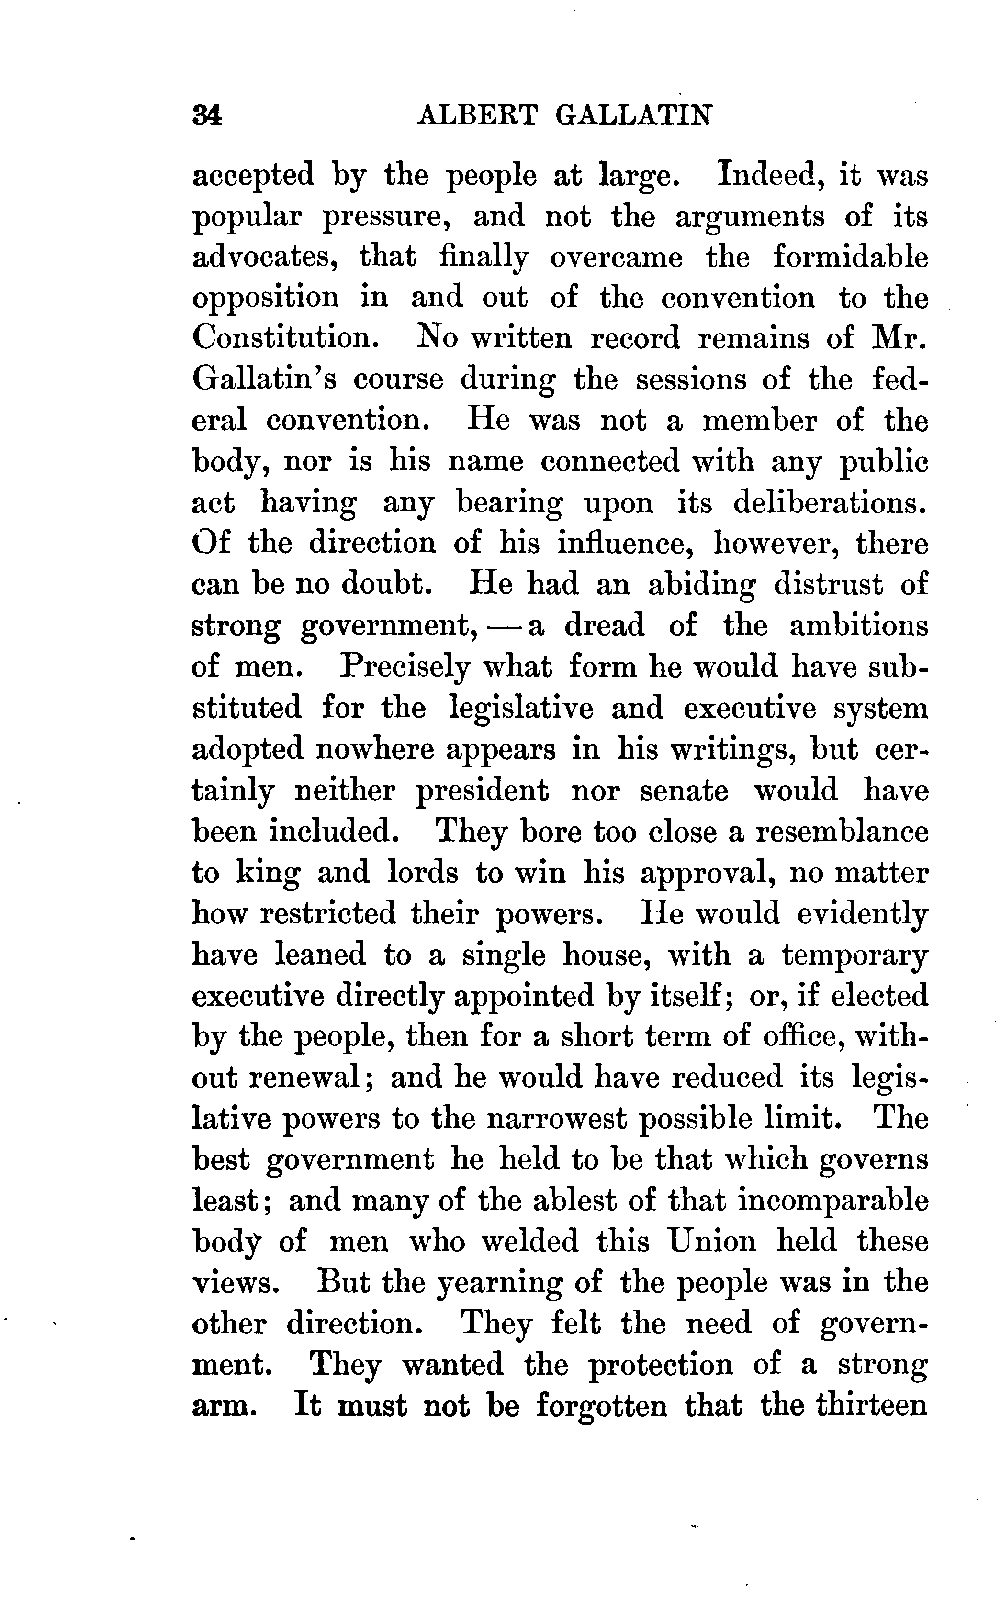 34 ALBERT GALLATIN
accepted by the people at large. Indeed, it was
popular pressure, and not the arguments of its
advocates, that finally overcame the formidable
opposition in and out of the convention to the
Constitution. No written record remains of Mr.
Gallatin's course during the sessions of the fed-
eral convention. He was not a member of the
body, nor is his name connected with any public
act having any bearing upon its deliberations.
Of the direction of his influence, however, there
can be no doubt. He had an abiding distrust of
strong government, — a dread of the ambitions
of men. Precisely what form he would have sub-
stituted for the legislative and executive system
adopted nowhere appears in his writings, but cer-
tainly neither president nor senate would have
been included. They bore too close a resemblance
to king and lords to win his approval, no matter
how restricted their powers. He would evidently
have leaned to a single house, with a temporary
executive directly appointed by itself; or, if elected
by the people, then for a short term of office, with-
out renewal; and he would have reduced its legis-
lative powers to the narrowest possible limit. The
best government he held to be that which governs
least; and many of the ablest of that incomparable
body of men who welded this Union held these
views. But the yearning of the people was in the
other direction. They felt the need of govern-
ment. They wanted the protection of a strong
arm. It must not be forgotten that the thirteen